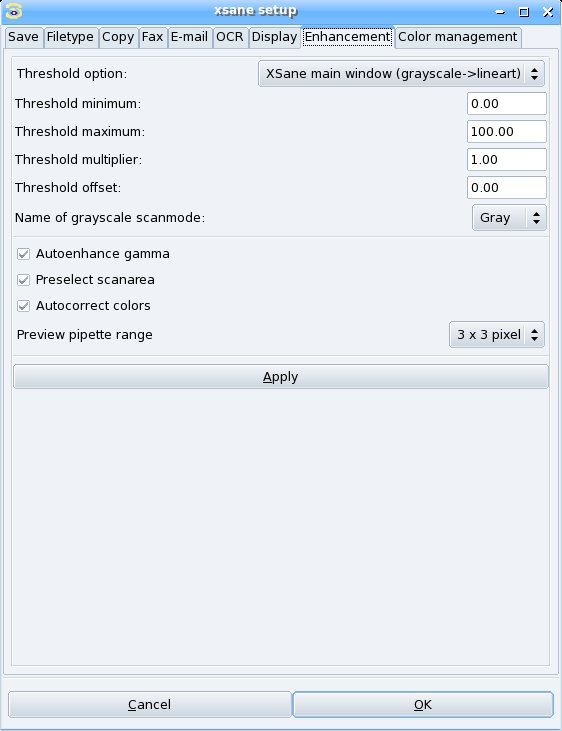 xsane setup
Save Filetype Copy Fax E-mail OCR Display Enhancement Color management
Threshold option: XSane main window (grayscale->lineart)
Threshold minimum: 0.00
Threshold maximum: 100.00
Threshold multiplier: 1.00
Threshold offset: 0.00
Name of grayscale scanmode: Gray
Autoenhance gamma
Preselect scanarea
Autocorrect colors
Preview pipette range 3 x 3 pixel
Apply
Cancel OK